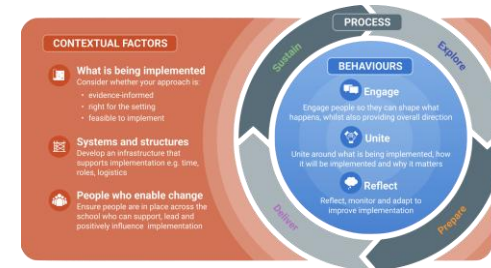 CONTEXTUAL FACTORS
What is being implemented
Consider whether your approach is:
• evidence-informed
• right for the setting
• feasible to implement
Systems and structures
Develop an infrastructure that
supports implementation e.g. time,
roles, logistics
People who enable change
Ensure people are in place across the
school who can support, lead and
positively influence implementation
PROCESS
Sustain
Explore
Deliver
Prepare
BEHAVIOURS
Engage
Engage people so they can shape what
happens, whilst also providing overall direction
Unite
Unite around what is being implemented, how
it will be implemented and why it matters
Reflect
Reflect, monitor and adapt to
improve implementation